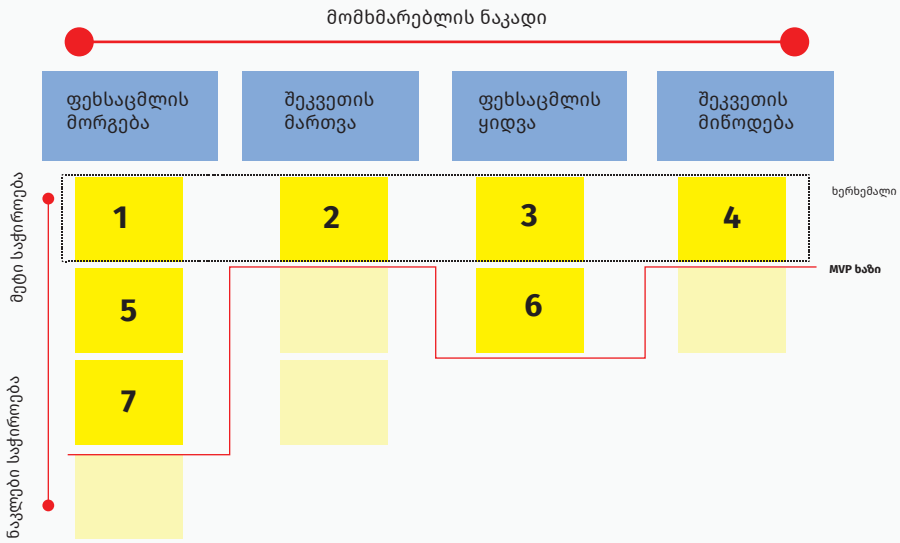 მომხმარებლის ნაკადი
ფეხსაცმლის
მორგება
შეკვეთის
მართვა
ფეხსაცმლის
ყიდვა
შეკვეთის
მიწოდება
მეტი საჭიროება
ნაკლები საჭიროება
1
2
3
4
ხერხემალი
MVP ხაზი
5
6
7